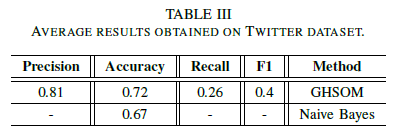 TABLE III
AVERAGE RESULTS OBTAINED ON TWITTER DATASET.
Precision Accuracy Recall F1 Method
0.81 0.72 0.26 0.4 GHSOM
- 0.67 - - Naive Bayes